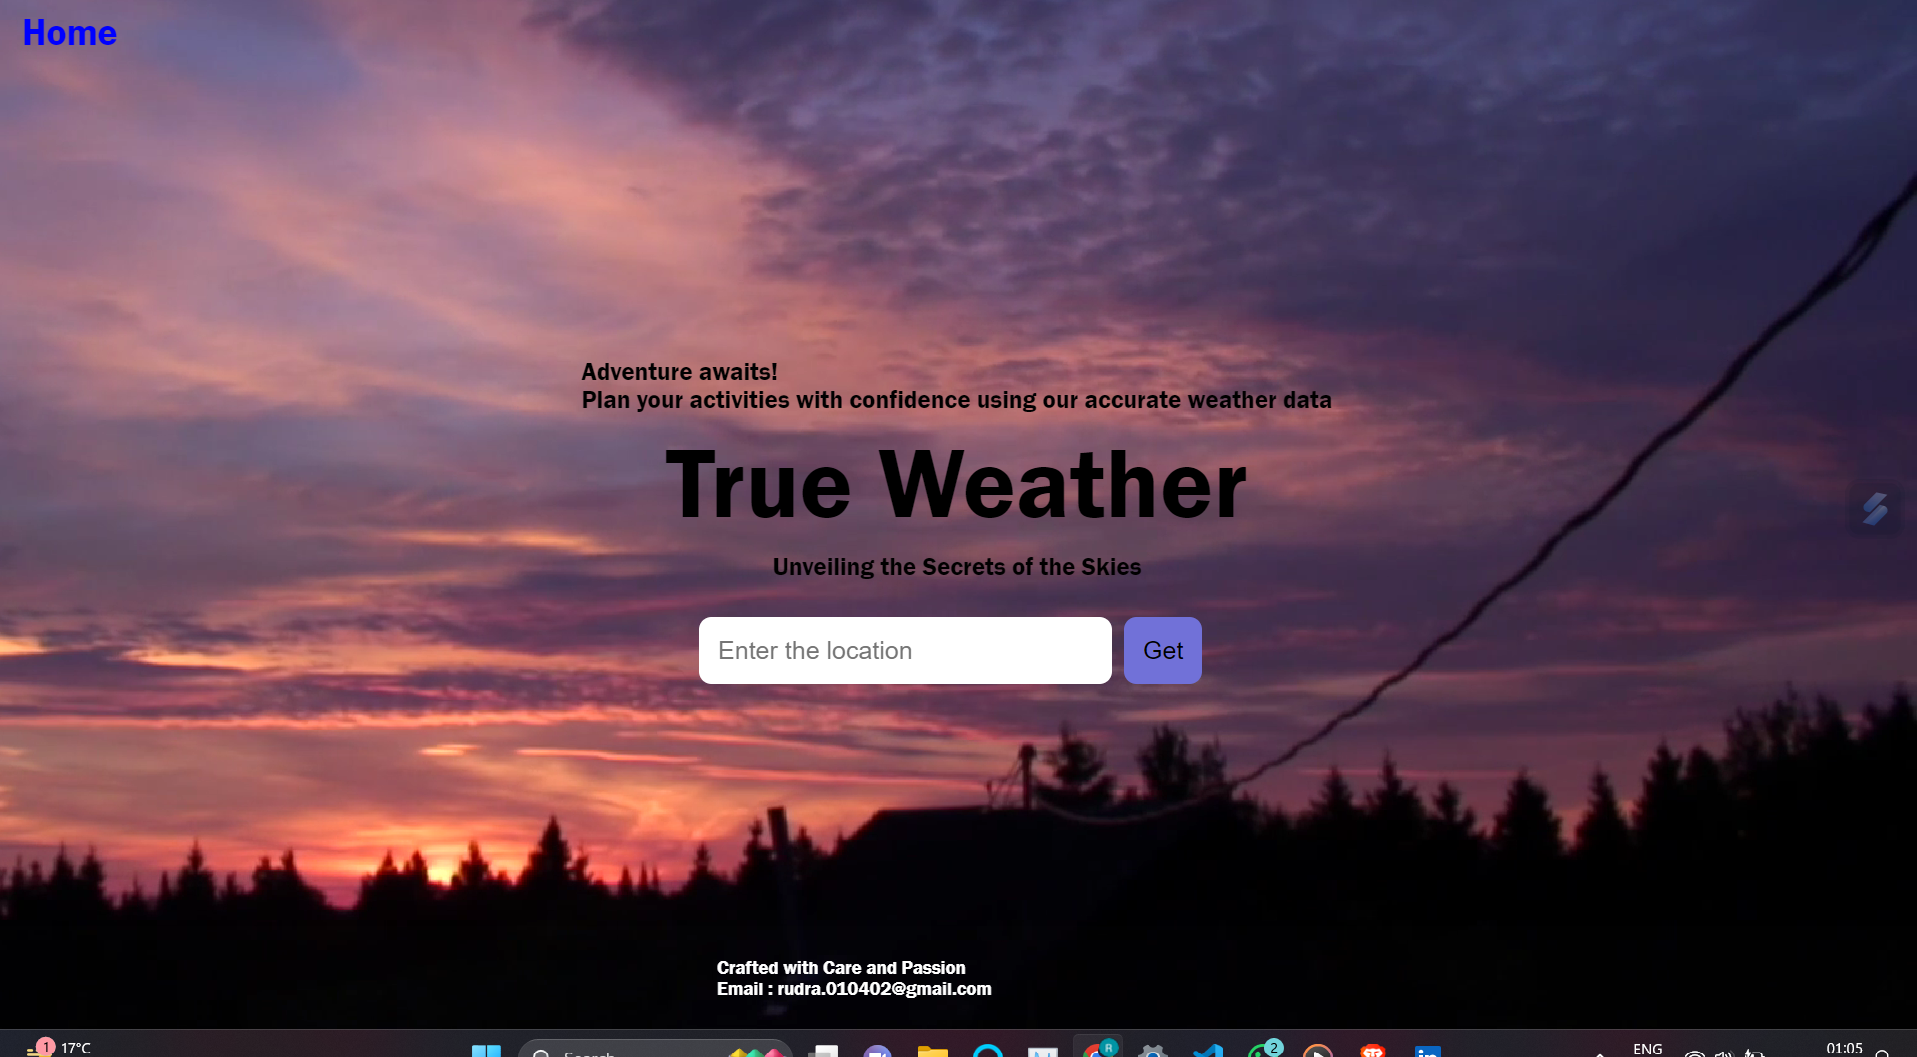 Home
Adventure awaits!
Plan your activities with confidence using our accurate weather data
True Weather
Unveiling the Secrets of the Skies
Enter the location
Get
Crafted with Care and Passion
Email : rudra.010402@gmail.com
1
17°C
Search
R
2
ENG
01:05